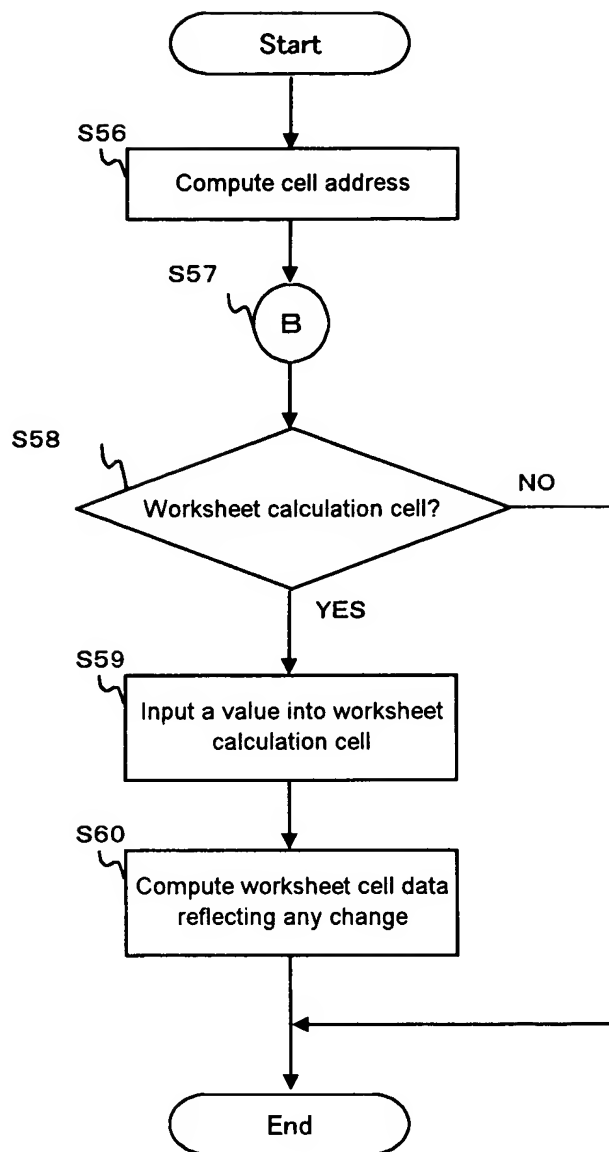 Start
S56
Compute cell address
S57
B
S58
Worksheet calculation cell?
NO
YES
S59
Input a value into worksheet
calculation cell
S60
Compute worksheet cell data
reflecting any change
End